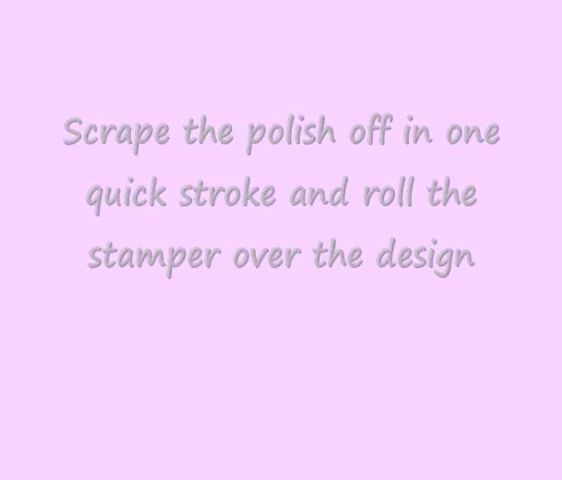 Scrape the polish off in one
quick stroke and roll the
stamper over the design